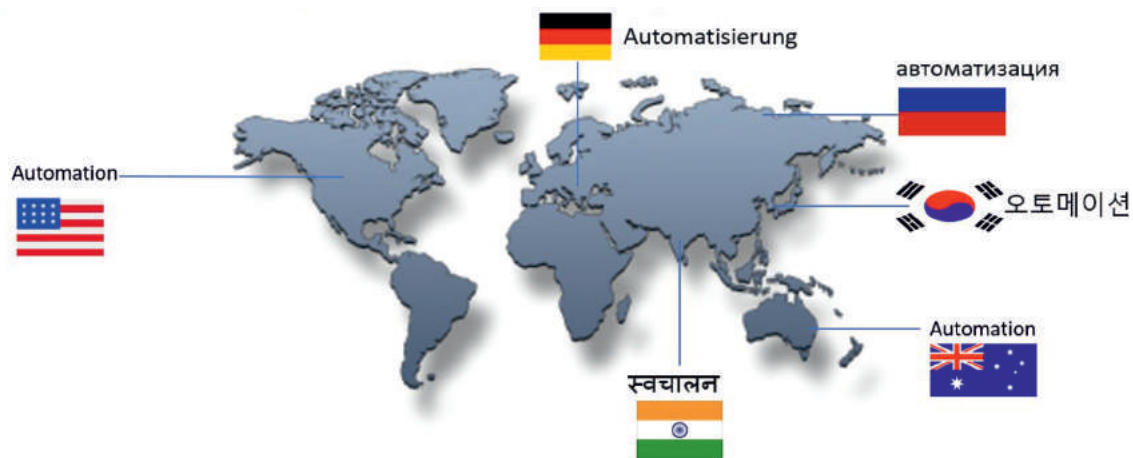 Automatisierung
автоматизация
Automation
오토메이션
Automation
स्वचालन